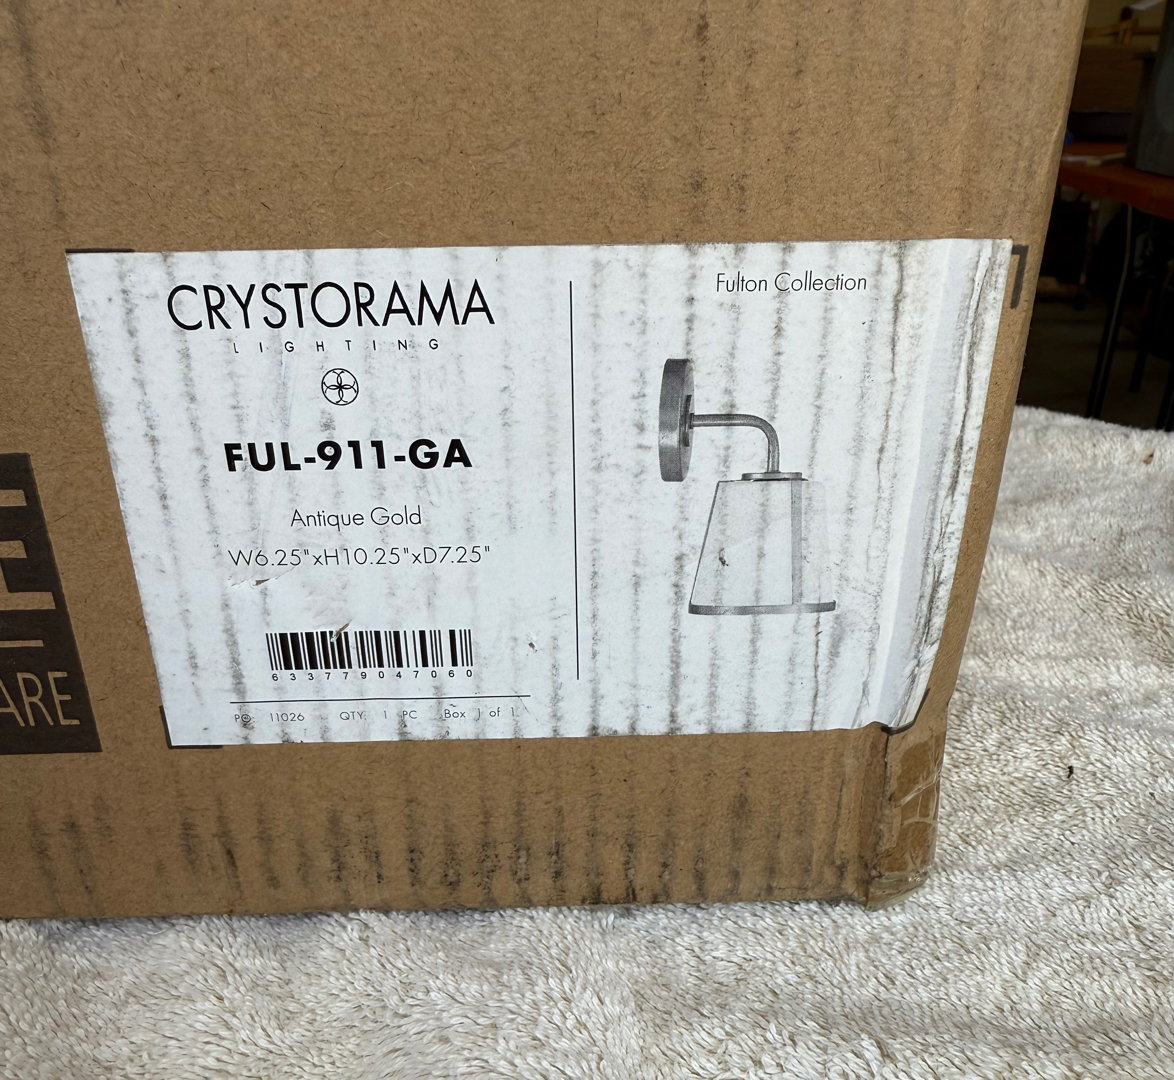 CRYSTORAMA
LIGHTING
FUL-911-GA
Antique Gold
W6.25"xH10.25"xD7.25"
633779047060
PO: 11026 QTY: 1 PC Box 1 of 1
Fulton Collection